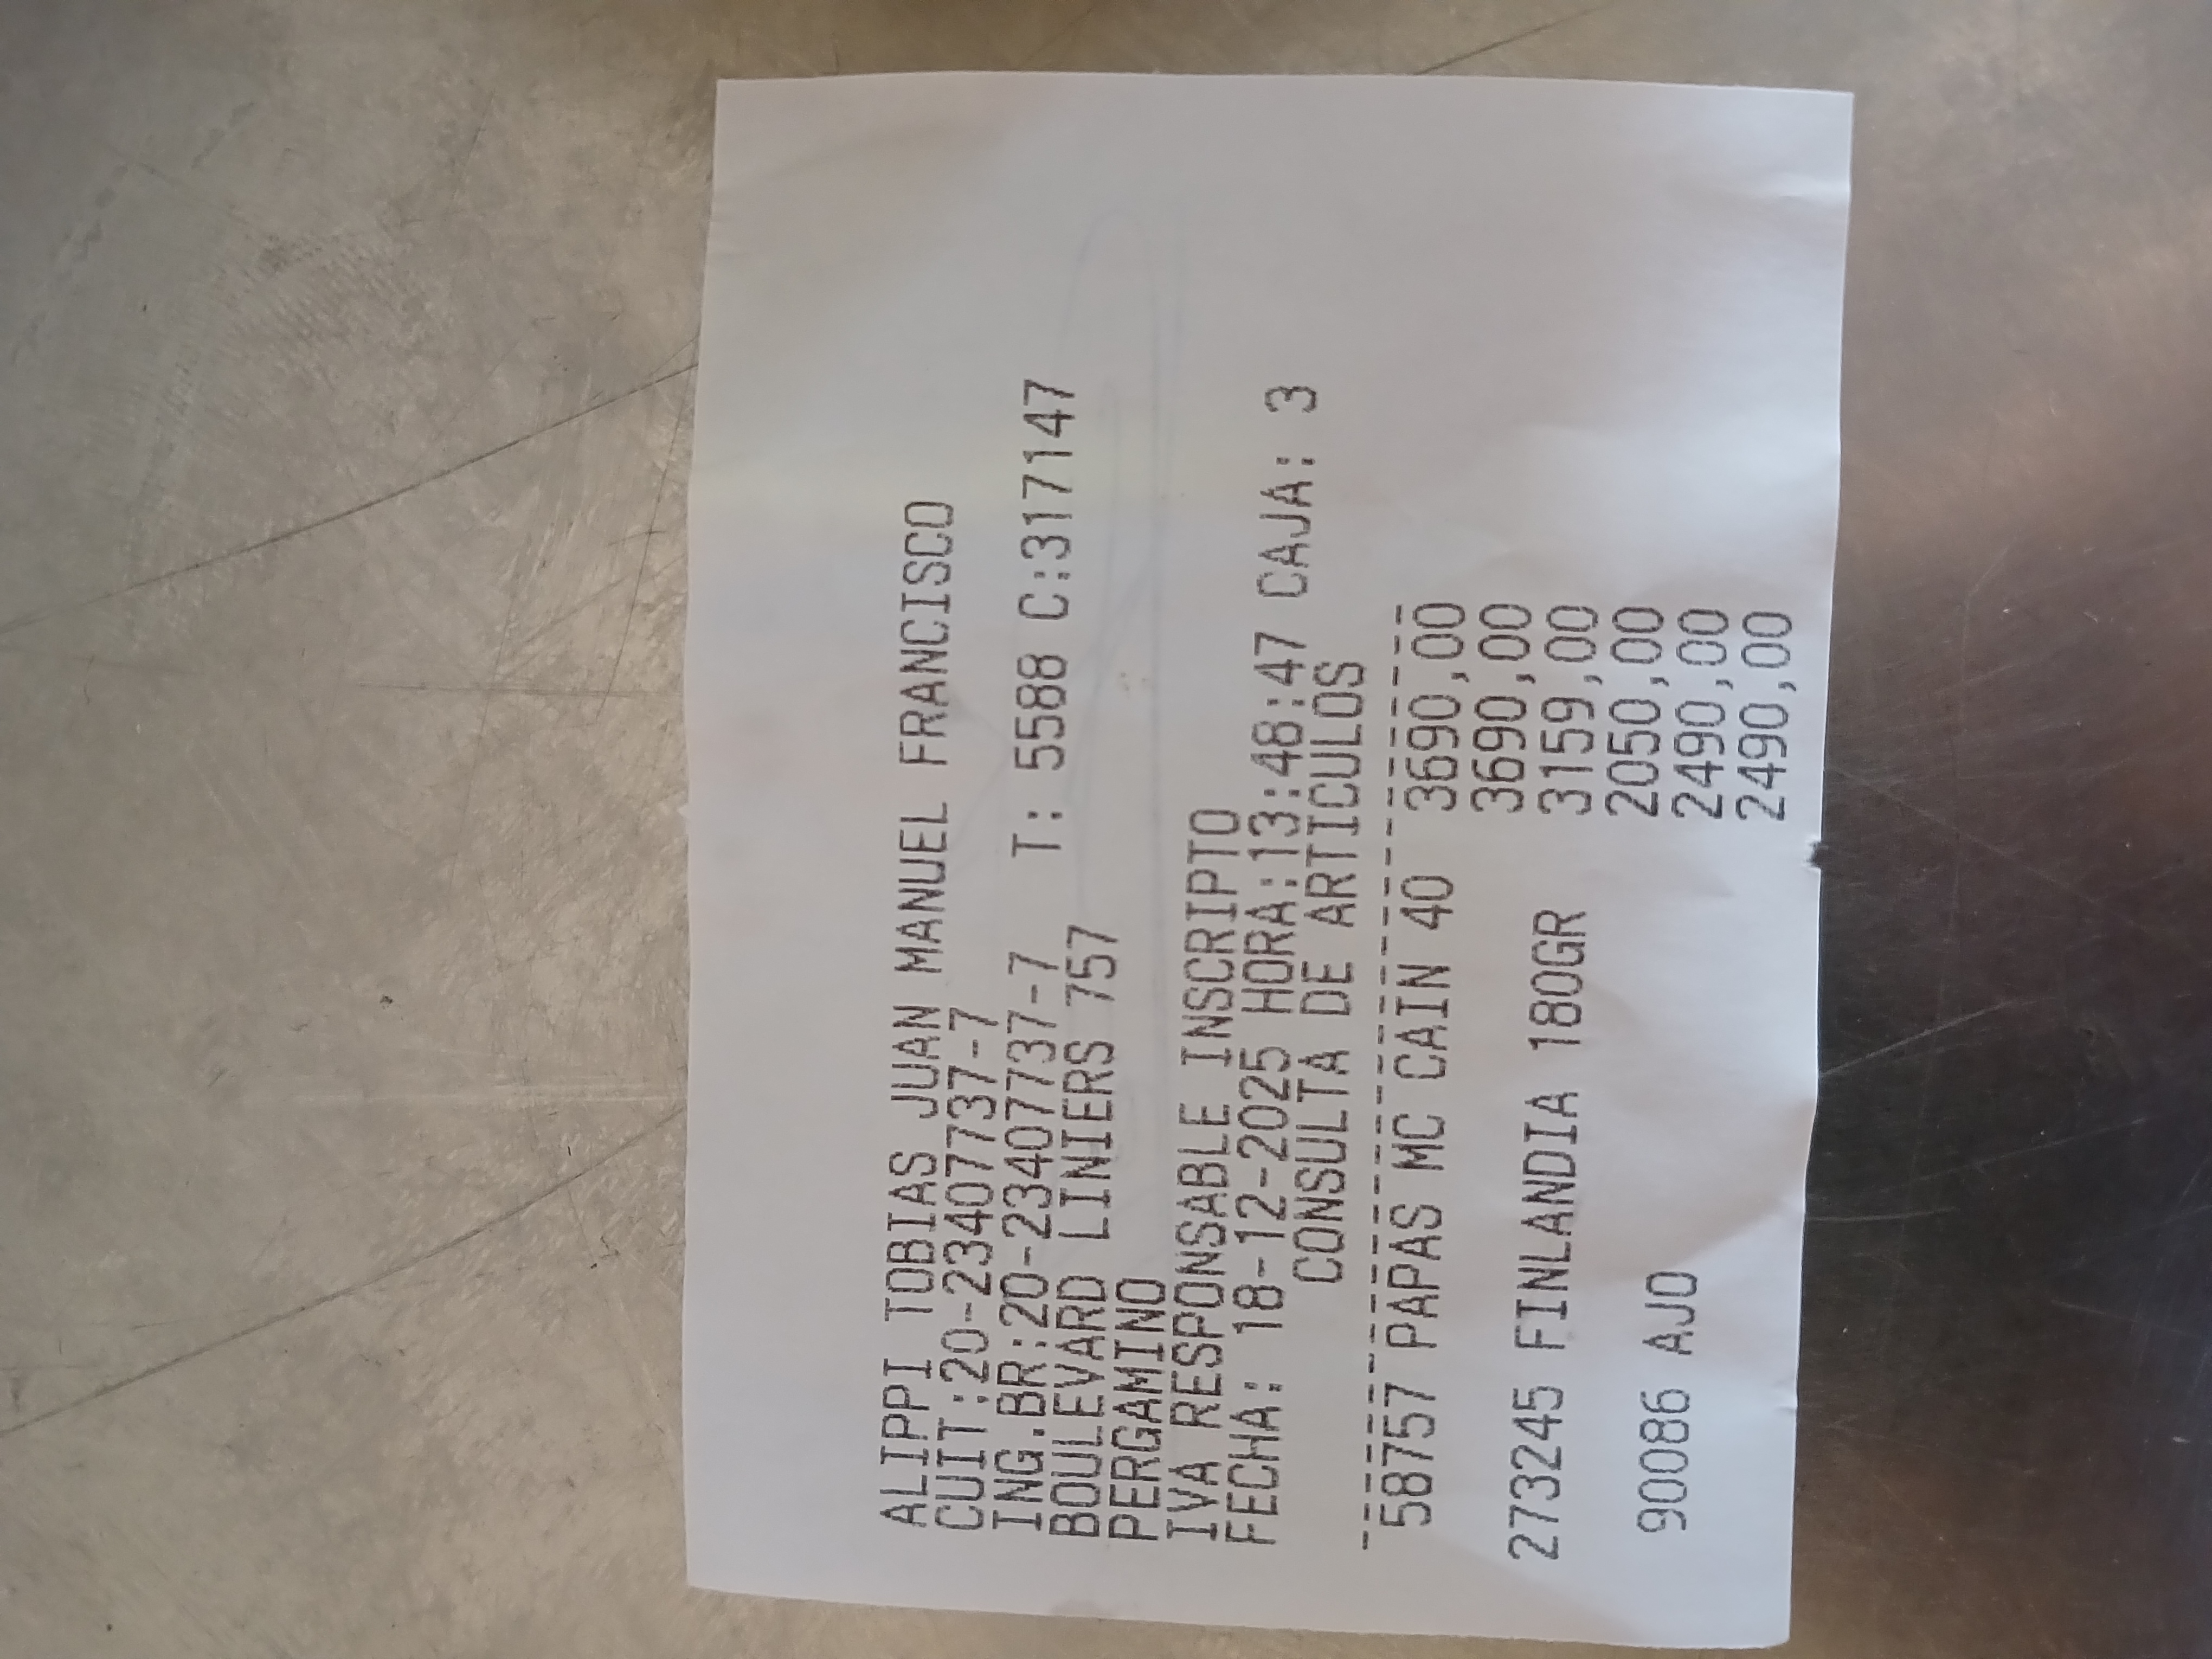 ALIPPI TOBIAS JUAN MANUEL FRANCISCO
CUIT:20-23407737-7
ING.BR:20-23407737-7 T: 5588 C:317147
BOULEVARD LINIERS 757
PERGAMINO
IVA RESPONSABLE INSCRIPTO
FECHA: 18-12-2025 HORA:13:48:47 CAJA: 3
CONSULTA DE ARTICULOS
58757 PAPAS MC CAIN 40 3690,00
3690,00
273245 FINLANDIA 180GR 3159,00
2050,00
90086 AJO 2490,00
2490,00